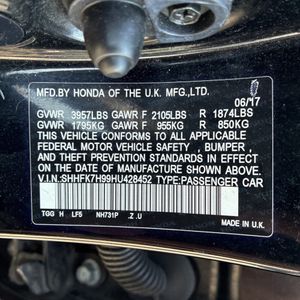 MFD.BY HONDA OF THE U.K. MFG.,LTD.
06/17
GVWR 3957LBS GAWR F 2105LBS R 1874LBS
GVWR 1795KG GAWR F 955KG R 850KG
THIS VEHICLE CONFORMS TO ALL APPLICABLE
FEDERAL MOTOR VEHICLE SAFETY , BUMPER ,
AND THEFT PREVENTION STANDARDS IN EFFECT
ON THE DATE OF MANUFACTURE SHOWN ABOVE.
V.I.N:SHHFK7H99HU428452 TYPE:PASSENGER CAR
TGG H LF5 NH731P .Z .U
MADE IN
U.K.